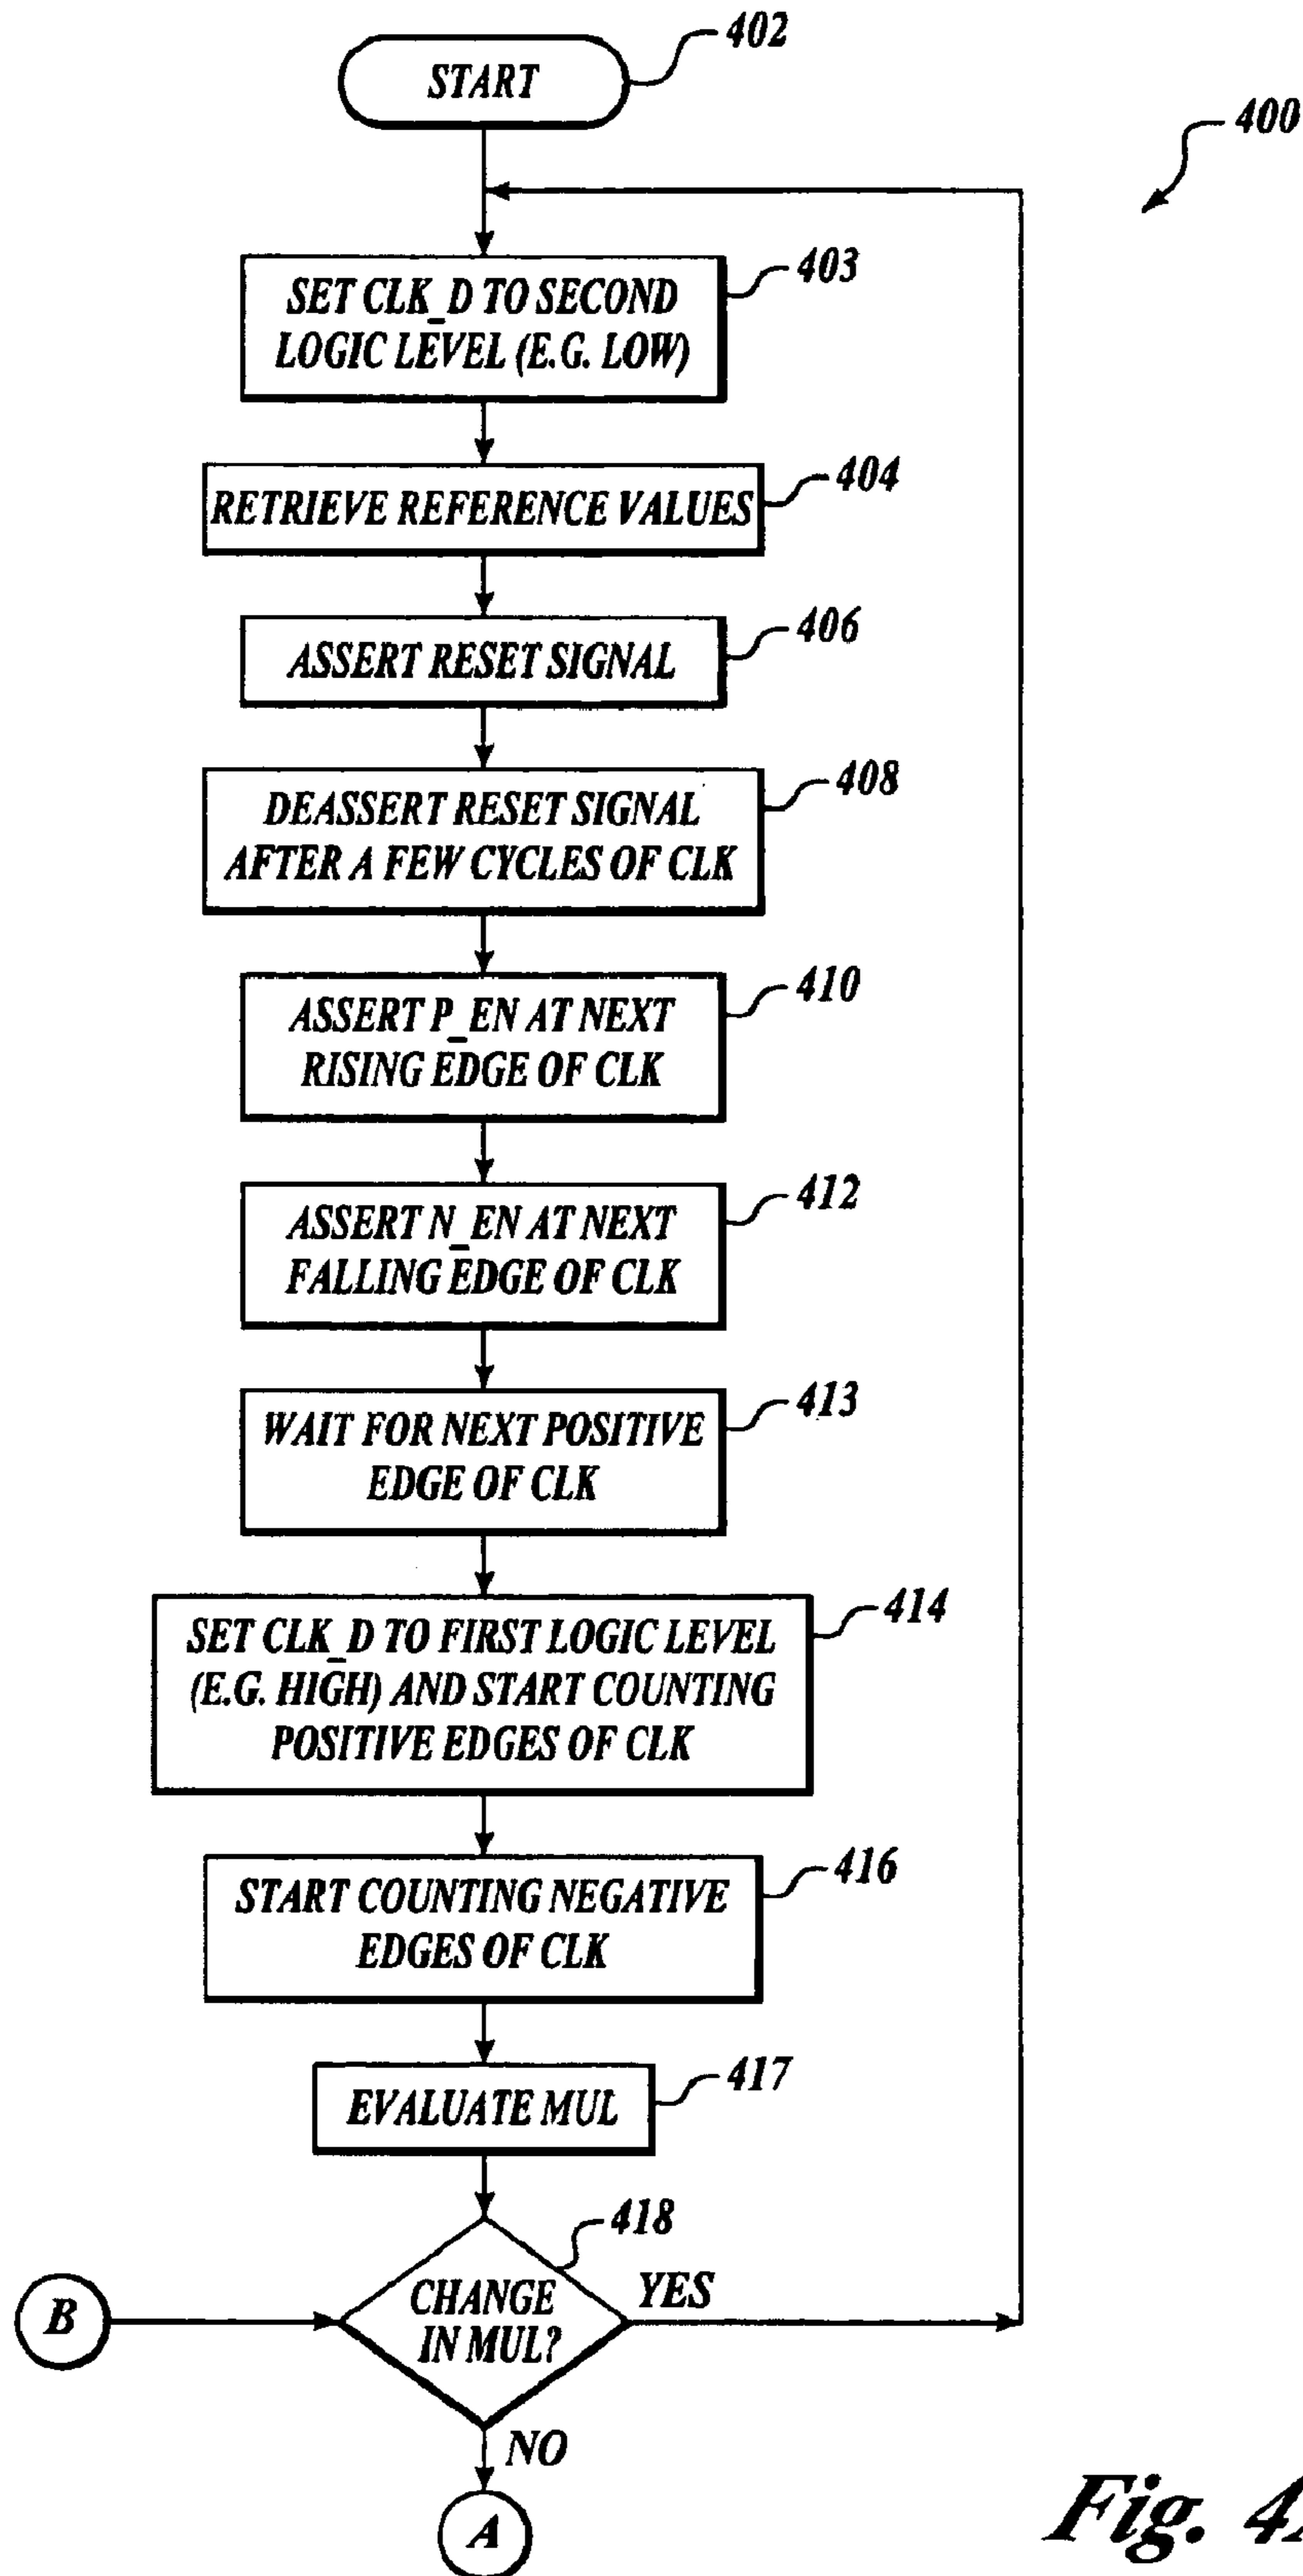 START
402
400
SET CLK_D TO SECOND
LOGIC LEVEL (E.G. LOW)
403
RETRIEVE REFERENCE VALUES
404
ASSERT RESET SIGNAL
406
DEASSERT RESET SIGNAL
AFTER A FEW CYCLES OF CLK
408
ASSERT P_EN AT NEXT
RISING EDGE OF CLK
410
ASSERT N_EN AT NEXT
FALLING EDGE OF CLK
412
WAIT FOR NEXT POSITIVE
EDGE OF CLK
413
SET CLK_D TO FIRST LOGIC LEVEL
(E.G. HIGH) AND START COUNTING
POSITIVE EDGES OF CLK
414
START COUNTING NEGATIVE
EDGES OF CLK
416
EVALUATE MUL
417
418
CHANGE
IN MUL?
YES
B
NO
A
Fig.